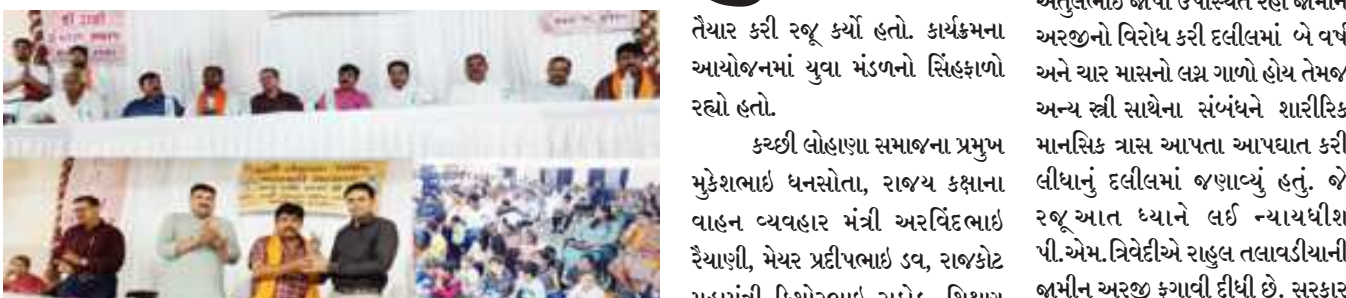 તૈયાર કરી રજૂ કર્યો હતો. કાર્યક્રમના
આયોજનમાં યુવા મંડળનો સિંહફાળો
રહ્યો હતો.
કચ્છી લોહાણા સમાજના પ્રમુખ
મુકેશભાઇ ધનસોતા, રાજય કક્ષાના
વાહન વ્યવહાર મંત્રી અરવિંદભાઇ
રૈયાણી, મેયર પ્રદીપભાઇ ડવ, રાજકોટ
અરજીનો વિરોધ કરી દલીલમાં બે વર્ષ
અને ચાર માસનો લગ્ન ગાળો હોય તેમજ
અન્ય સ્ત્રી સાથેના સંબંધને શારીરિક
માનસિક ત્રાસ આપતા આપઘાત કરી
લીધાનું દલીલમાં જણાવ્યું હતું. જે
રજૂઆત ધ્યાને લઈ ન્યાયધીશ
પી.એમ.ત્રિવેદીએ રાહુલ તલાવડીયાની
જામીન અરજી ફગાવી દીધી છે. સરકાર